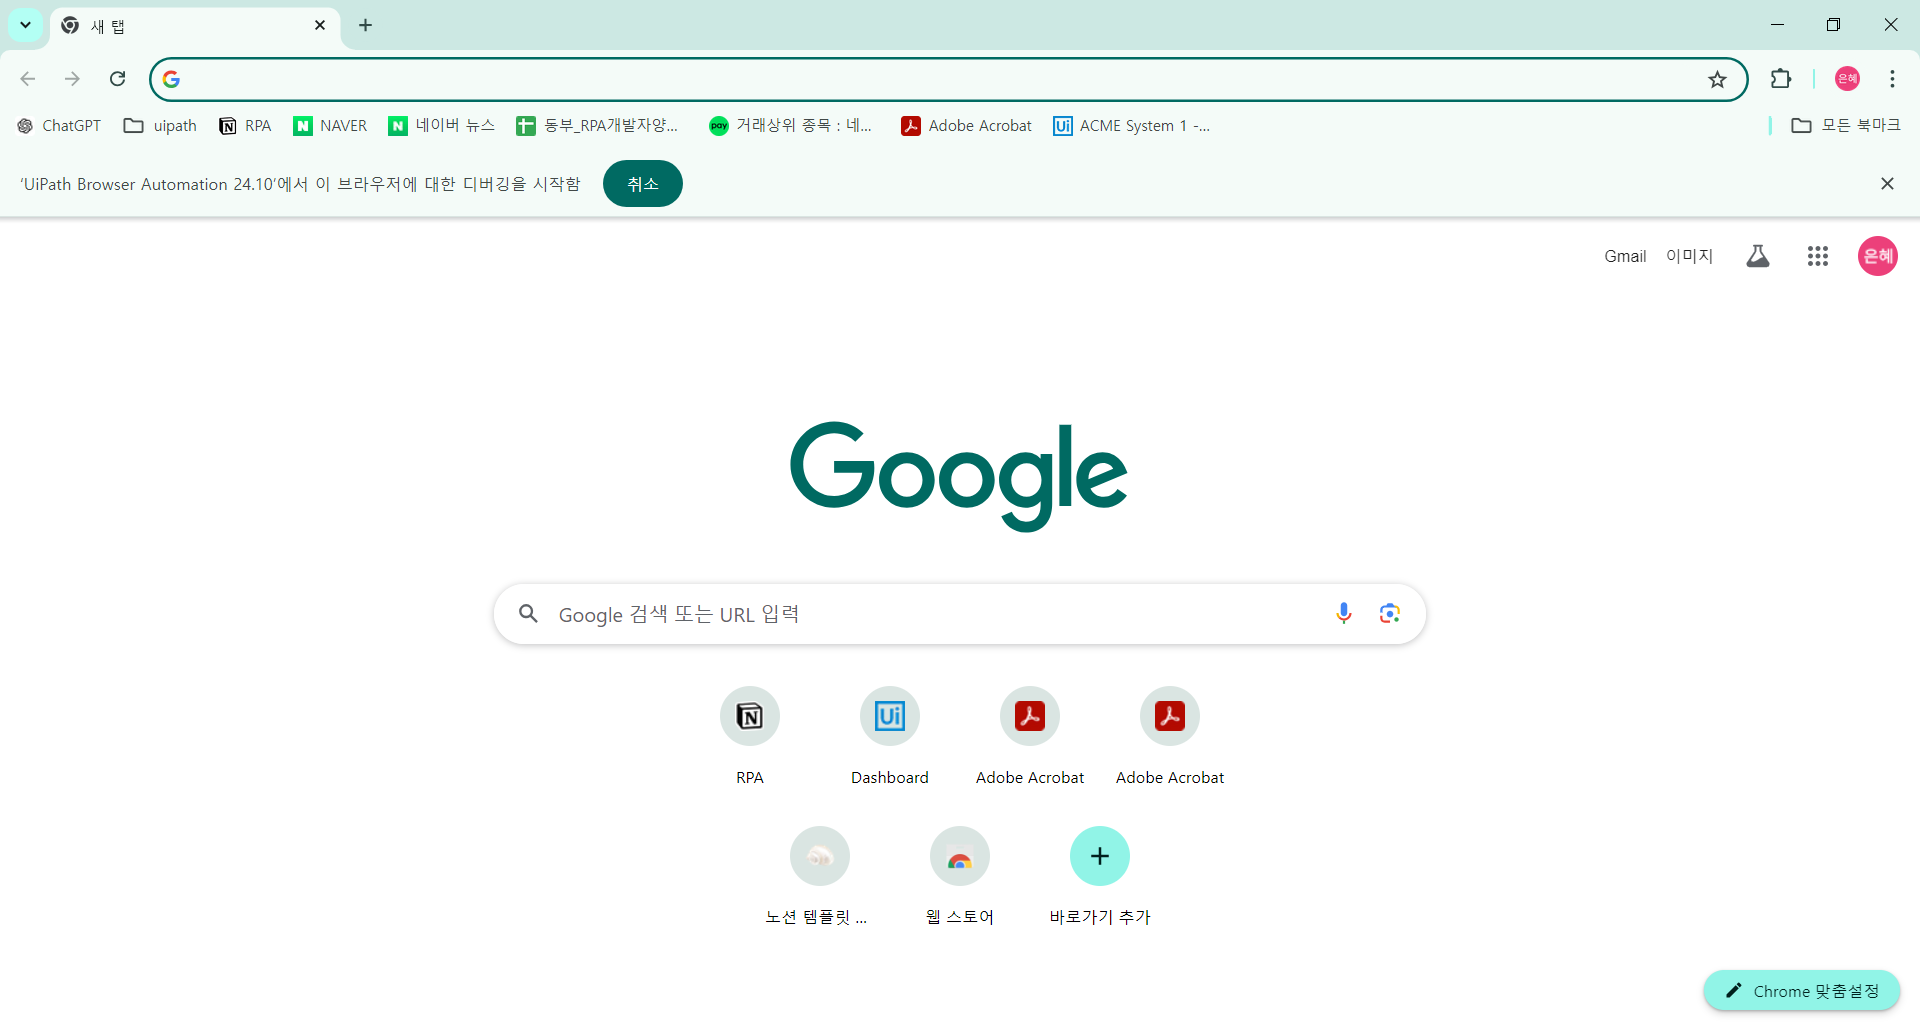 새 탭
ChatGPT uipath RPA NAVER 네이버 뉴스 동부_RPA개발자양... pay 거래상위 종목 : 네... Adobe Acrobat Ui ACME System 1 -... 모든 북마크
'UiPath Browser Automation 24.10'에서 이 브라우저에 대한 디버깅을 시작함 취소
은혜
Gmail 이미지 은혜
Google
Google 검색 또는 URL 입력
Ui
RPA Dashboard Adobe Acrobat Adobe Acrobat
노션 템플릿 ... 웹 스토어 바로가기 추가
Chrome 맞춤설정